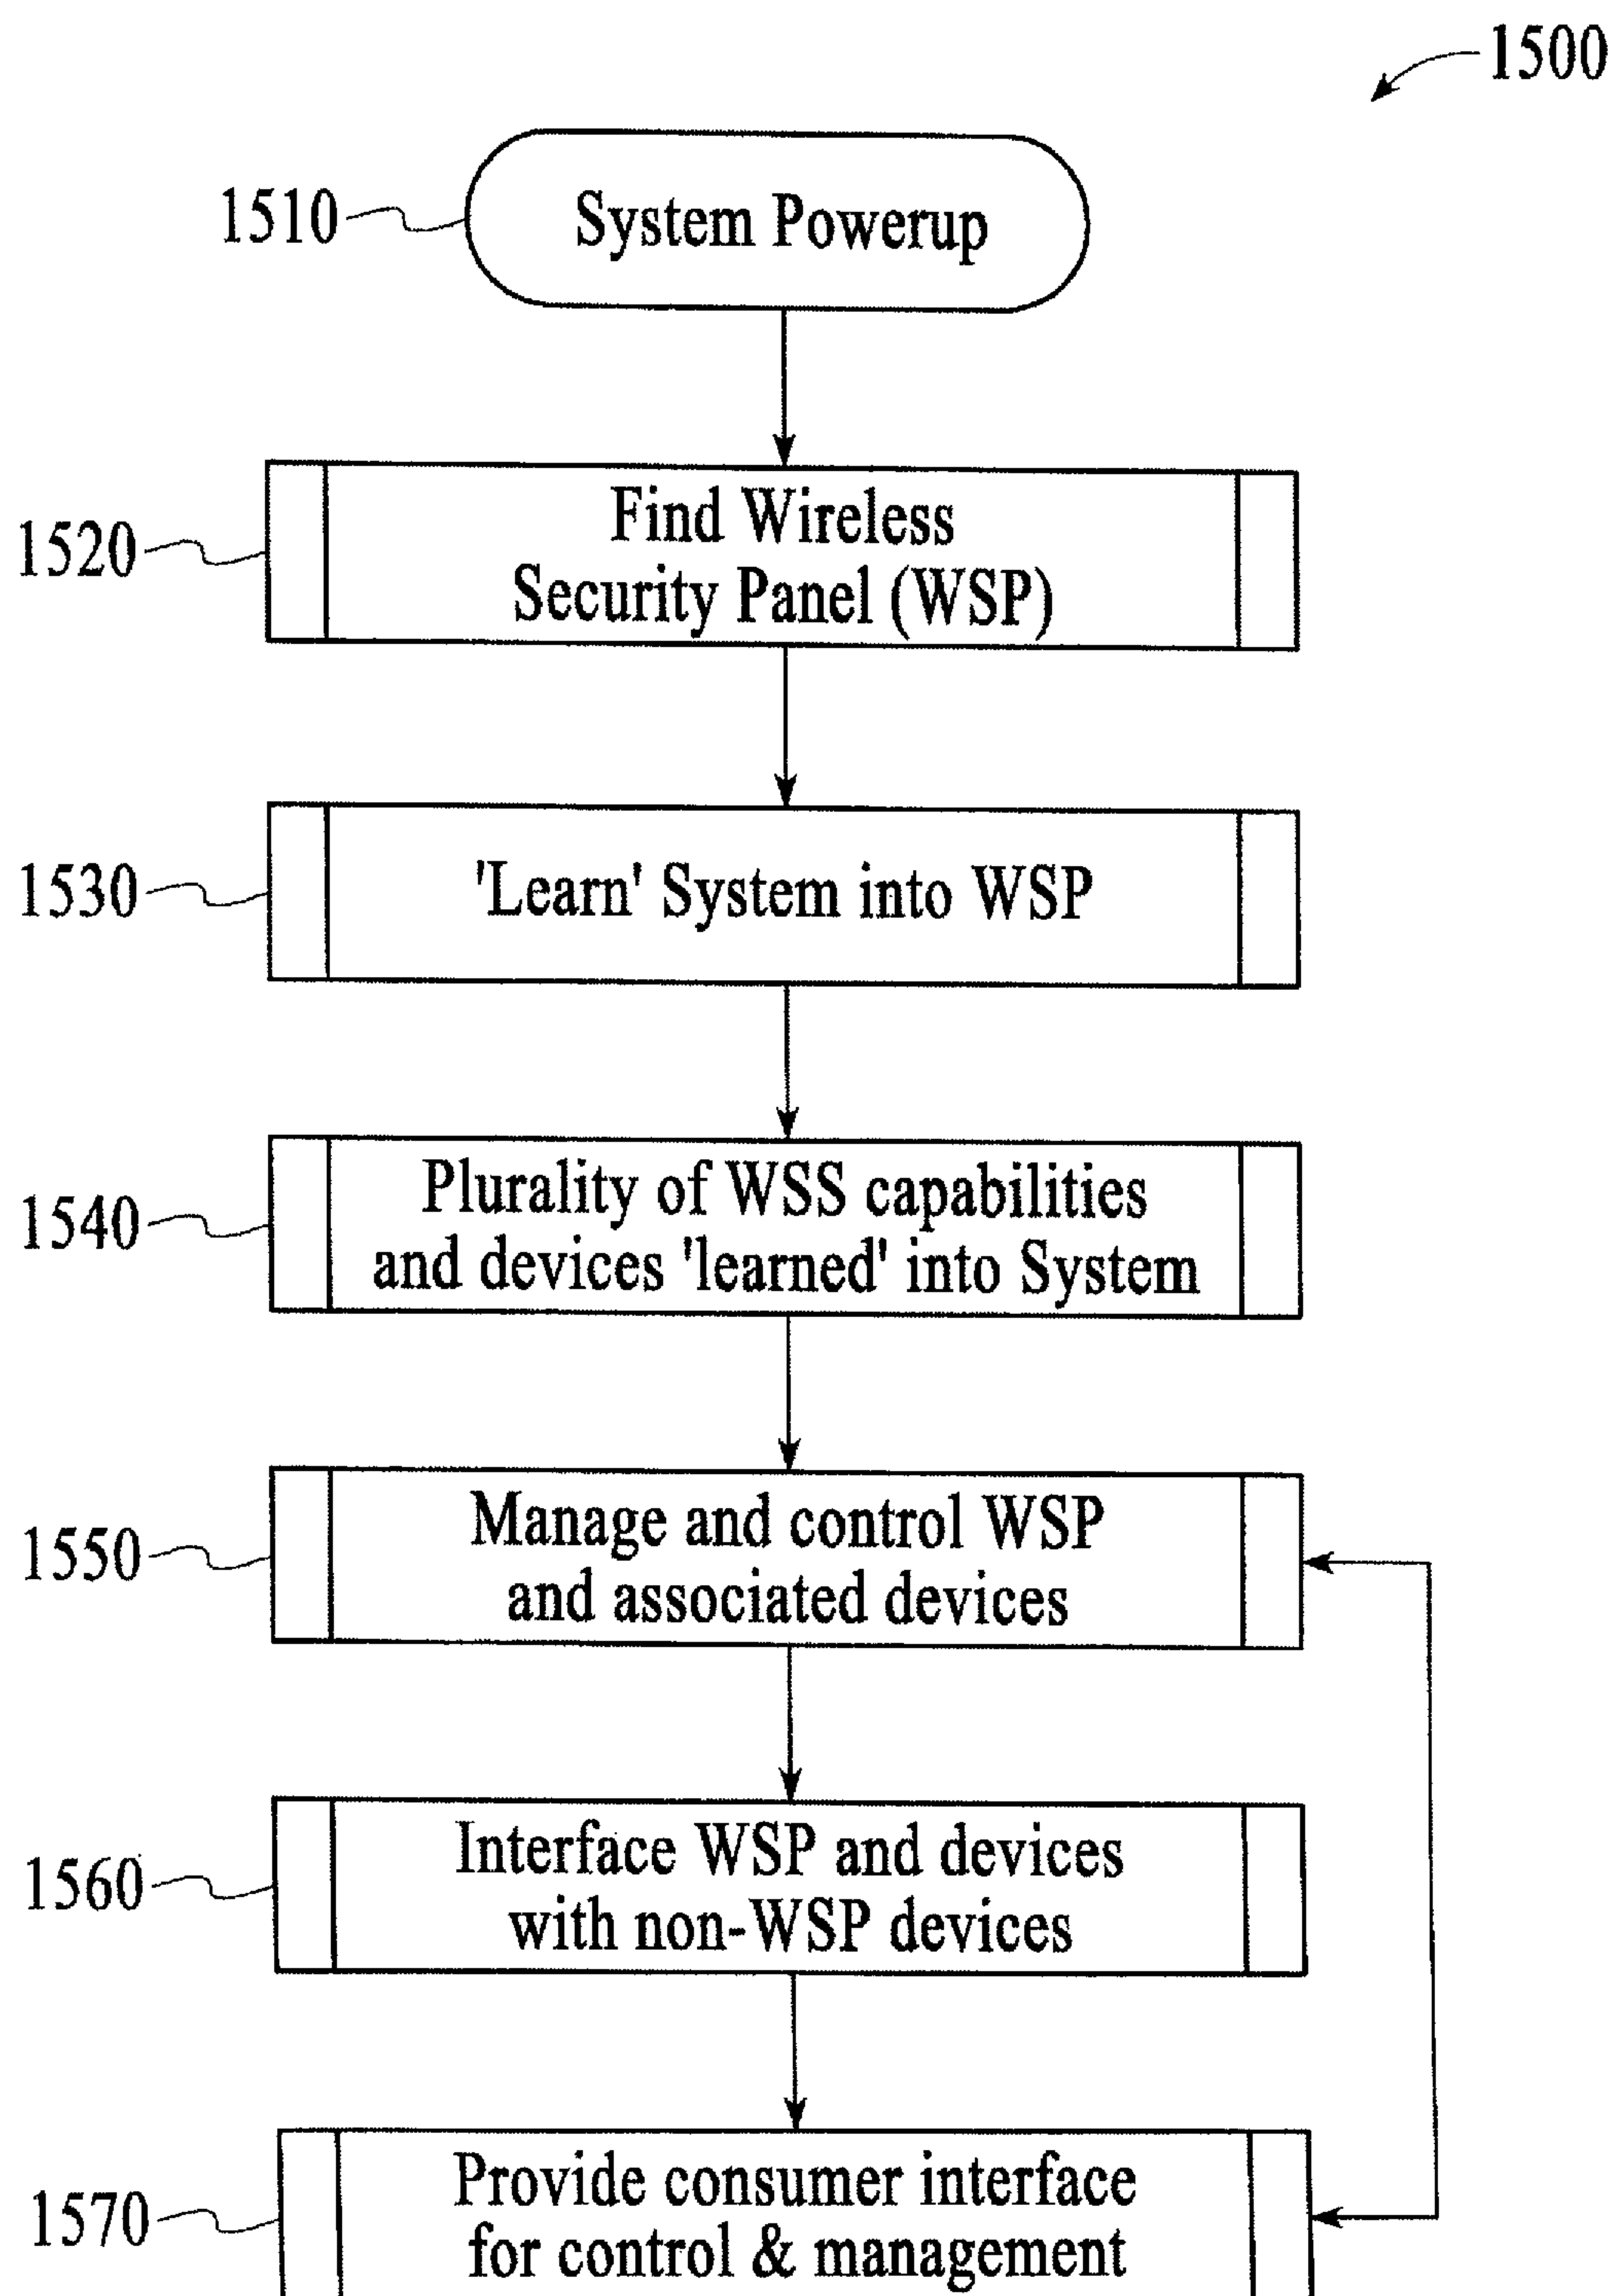 1500
1510
System Powerup
1520
Find Wireless
Security Panel (WSP)
1530
'Learn' System into WSP
1540
Plurality of WSS capabilities
and devices 'learned' into System
1550
Manage and control WSP
and associated devices
1560
Interface WSP and devices
with non-WSP devices
1570
Provide consumer interface
for control & management